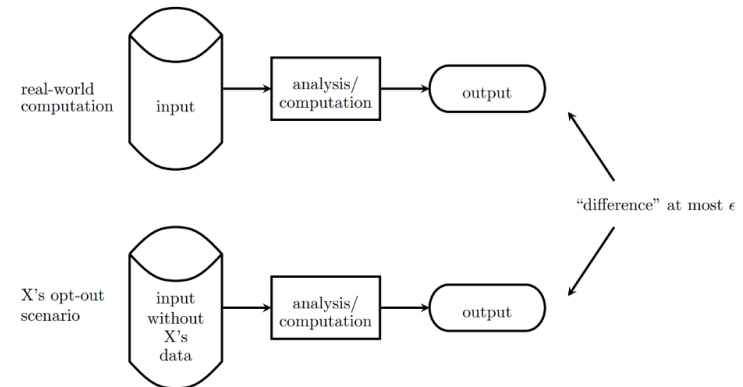 real-world
computation
input
analysis/
computation
output
“difference” at most ϵ
X's opt-out
scenario
input
without
X's
data
analysis/
computation
output